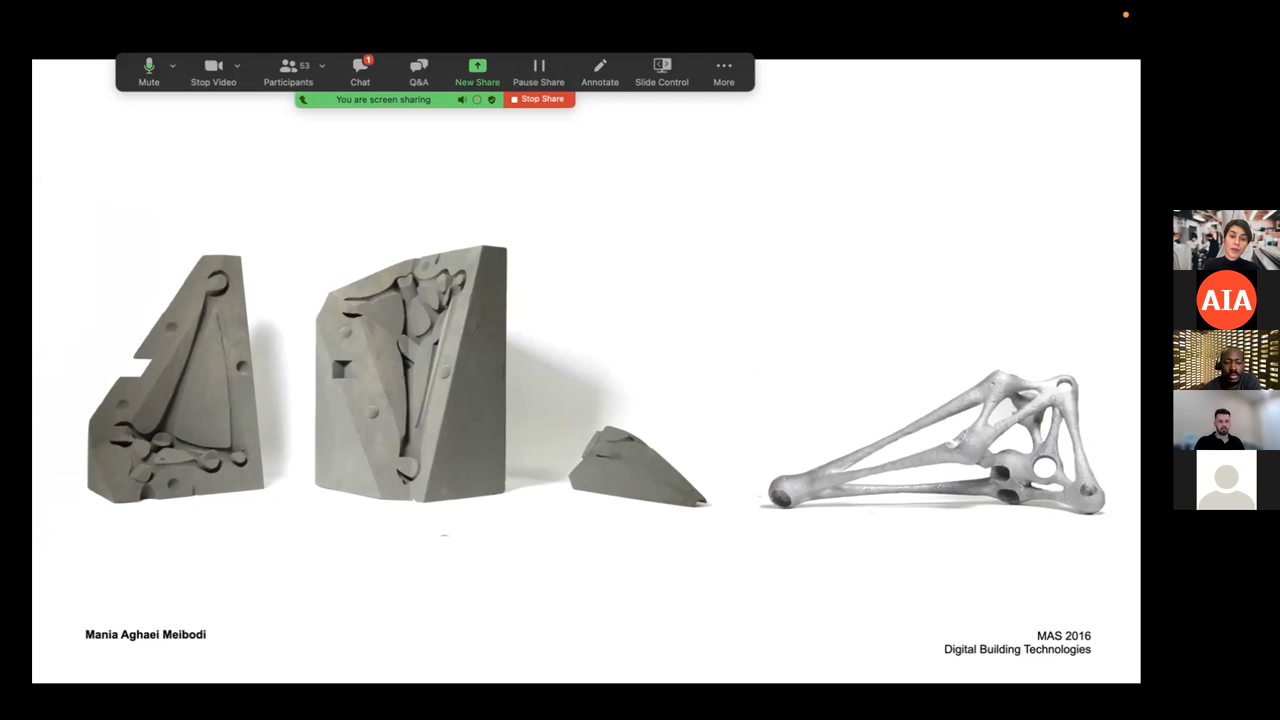 53
1
Mute
Stop Video
Participants
Chat
Q&A
New Share
Pause Share
Annotate
Slide Control
More
You are screen sharing
Stop Share
AIA
Mania Aghaei Meibodi
MAS 2016
Digital Building Technologies